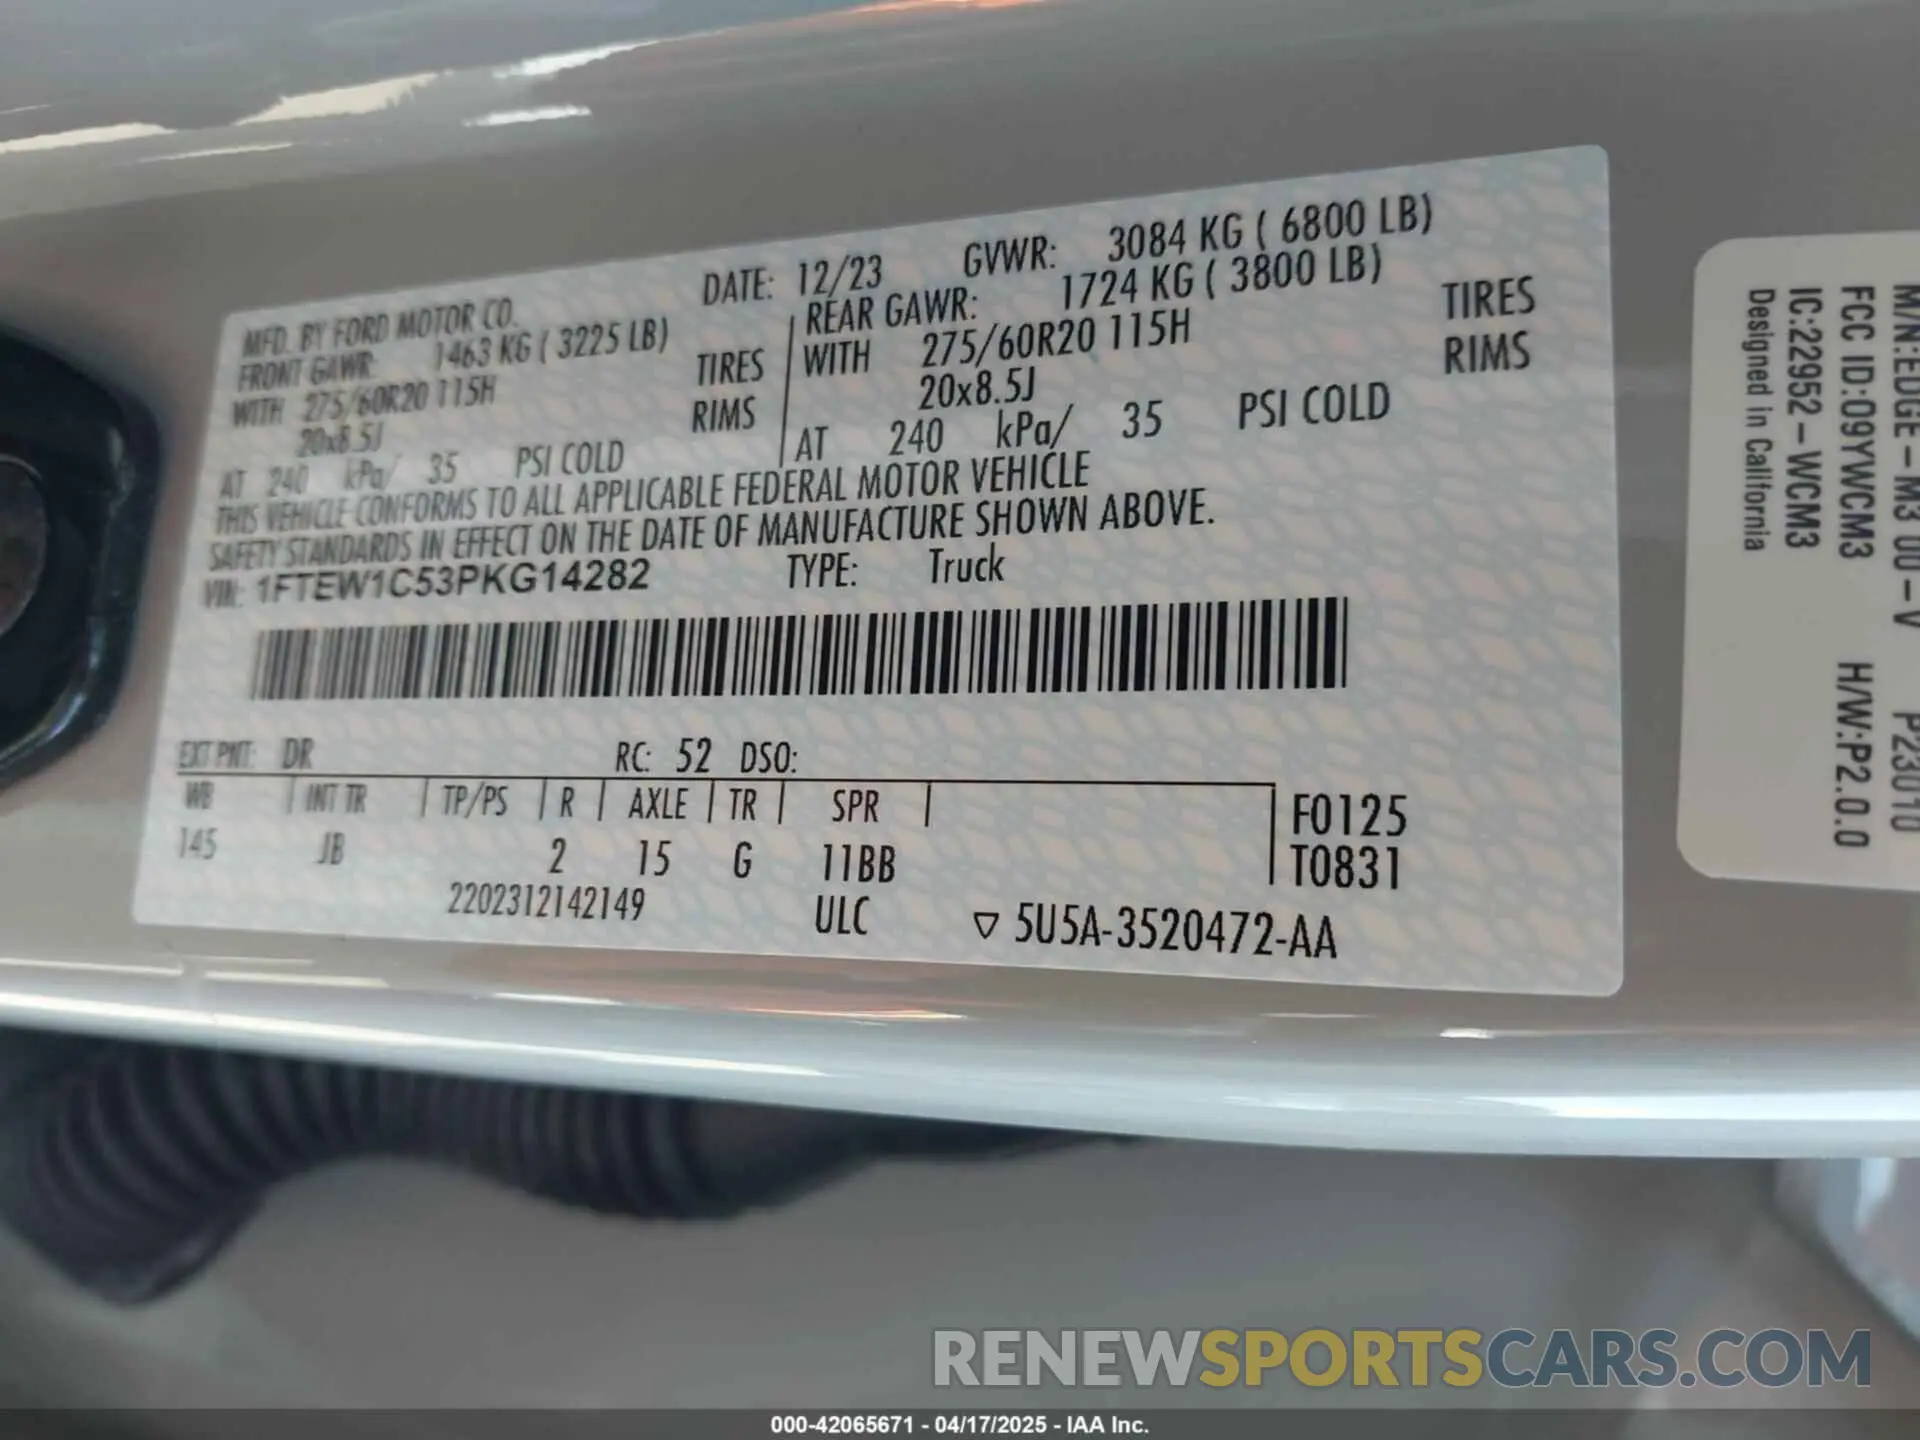 MFD. BY FORD MOTOR CO.
DATE: 12/23 GVWR: 3084 KG ( 6800 LB)
FRONT GAWR: 1463 KG ( 3225 LB)
WITH 275/60R20 115H TIRES
20x8.5J RIMS
AT 240 kPa/ 35 PSI COLD
REAR GAWR: 1724 KG ( 3800 LB)
WITH 275/60R20 115H TIRES
20x8.5J RIMS
AT 240 kPa/ 35 PSI COLD
THIS VEHICLE CONFORMS TO ALL APPLICABLE FEDERAL MOTOR VEHICLE
SAFETY STANDARDS IN EFFECT ON THE DATE OF MANUFACTURE SHOWN ABOVE.
VIN: 1FTEW1C53PKG14282 TYPE: Truck
EXT PNT: DR RC: 52 DSO:
WB INT TR TP/PS R AXLE TR SPR F0125
145 JB 2 15 G 11BB T0831
2202312142149 ULC ▽ 5U5A-3520472-AA
M/N:EDGE-M3 00-V P23010
FCC ID:09YWCM3 H/W:P2.0.0
IC:22952-WCM3
Designed in California
RENEWSPORTSCARS.COM
000-42065671 - 04/17/2025 - IAA Inc.